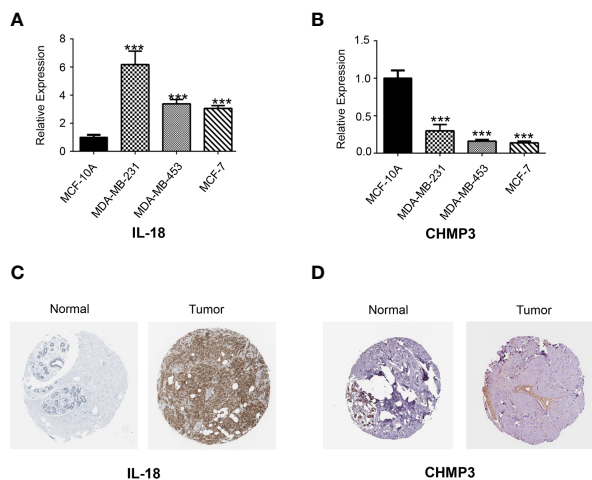 A
Relative Expression
8
6
4
2
0
***
***
***
MCF-10A
MDA-MB-231
MDA-MB-453
MCF-7
IL-18
B
Relative Expression
1.5
1.0
0.5
0.0
***
***
***
MCF-10A
MDA-MB-231
MDA-MB-453
MCF-7
CHMP3
C
Normal
Tumor
IL-18
D
Normal
Tumor
CHMP3